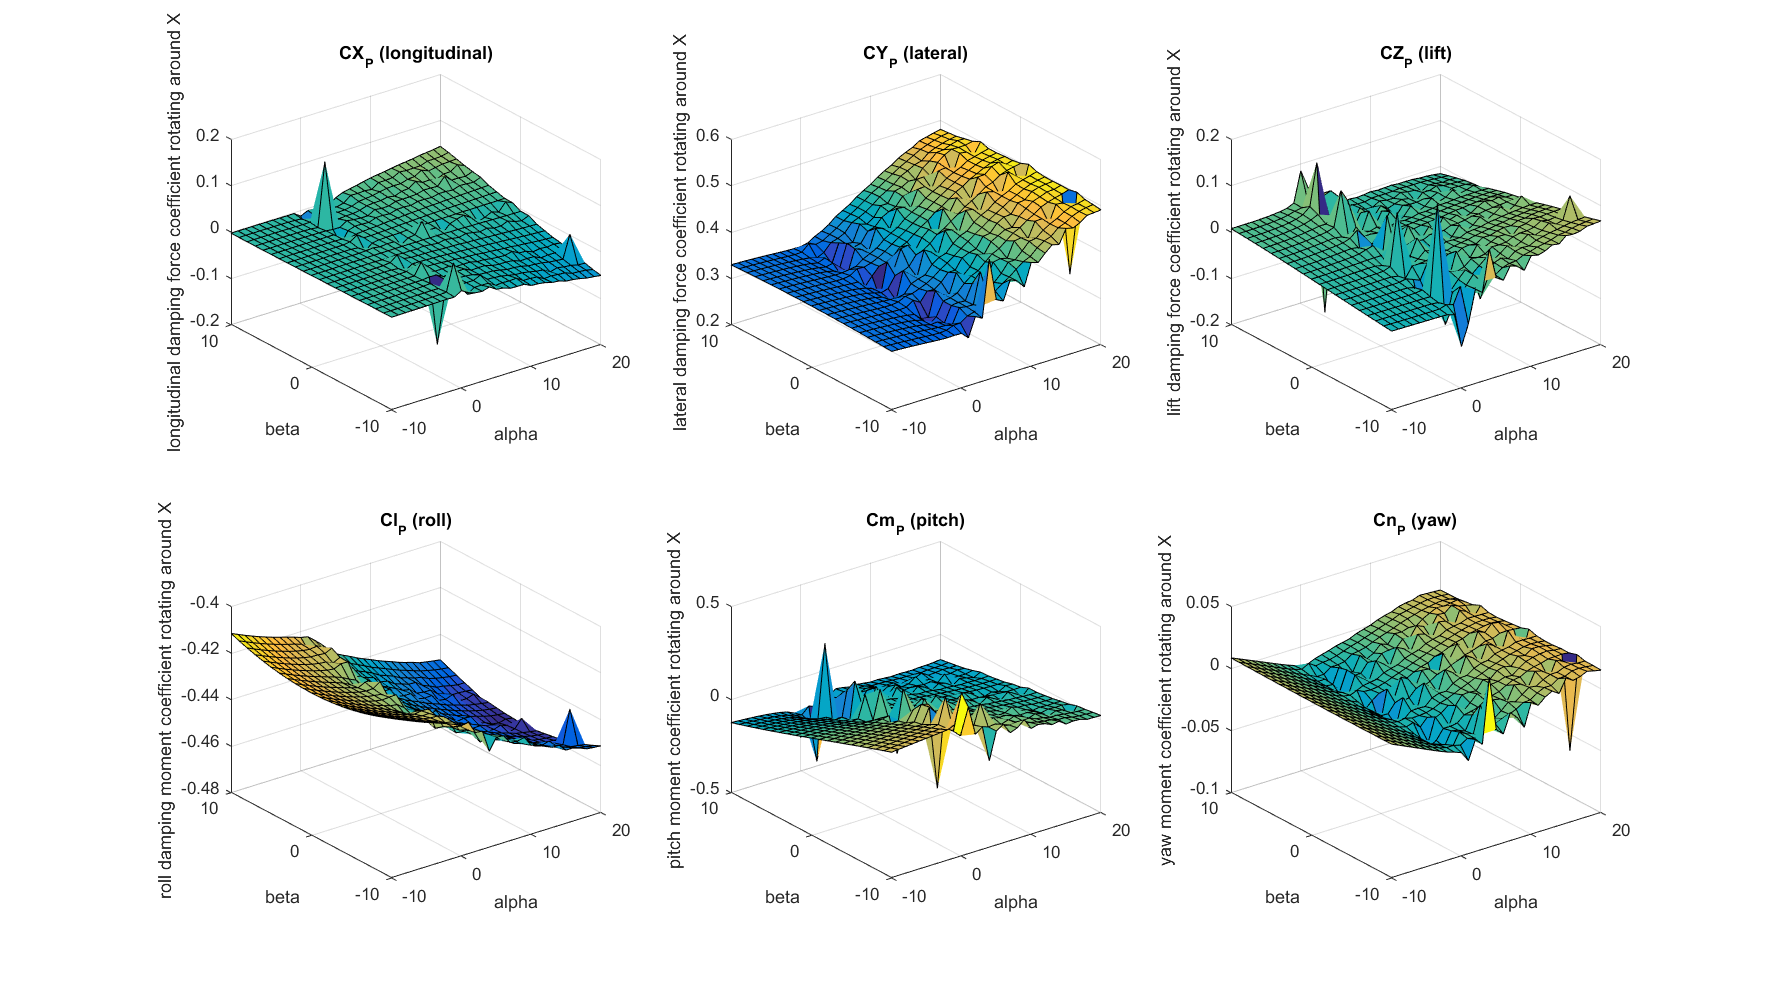 CX_P (longitudinal)
longitudinal damping force coefficient rotating around X
0.2
0.1
0
-0.1
-0.2
10
0
-10
beta
-10
0
10
20
alpha
CY_P (lateral)
lateral damping force coefficient rotating around X
0.6
0.5
0.4
0.3
0.2
10
0
-10
beta
-10
0
10
20
alpha
CZ_P (lift)
lift damping force coefficient rotating around X
0.2
0.1
0
-0.1
-0.2
10
0
-10
beta
-10
0
10
20
alpha
Cl_P (roll)
roll damping moment coefficient rotating around X
-0.4
-0.42
-0.44
-0.46
-0.48
10
0
-10
beta
-10
0
10
20
alpha
Cm_P (pitch)
pitch moment coefficient rotating around X
0.5
0
-0.5
10
0
-10
beta
-10
0
10
20
alpha
Cn_P (yaw)
yaw moment coefficient rotating around X
0.05
0
-0.05
-0.1
10
0
-10
beta
-10
0
10
20
alpha